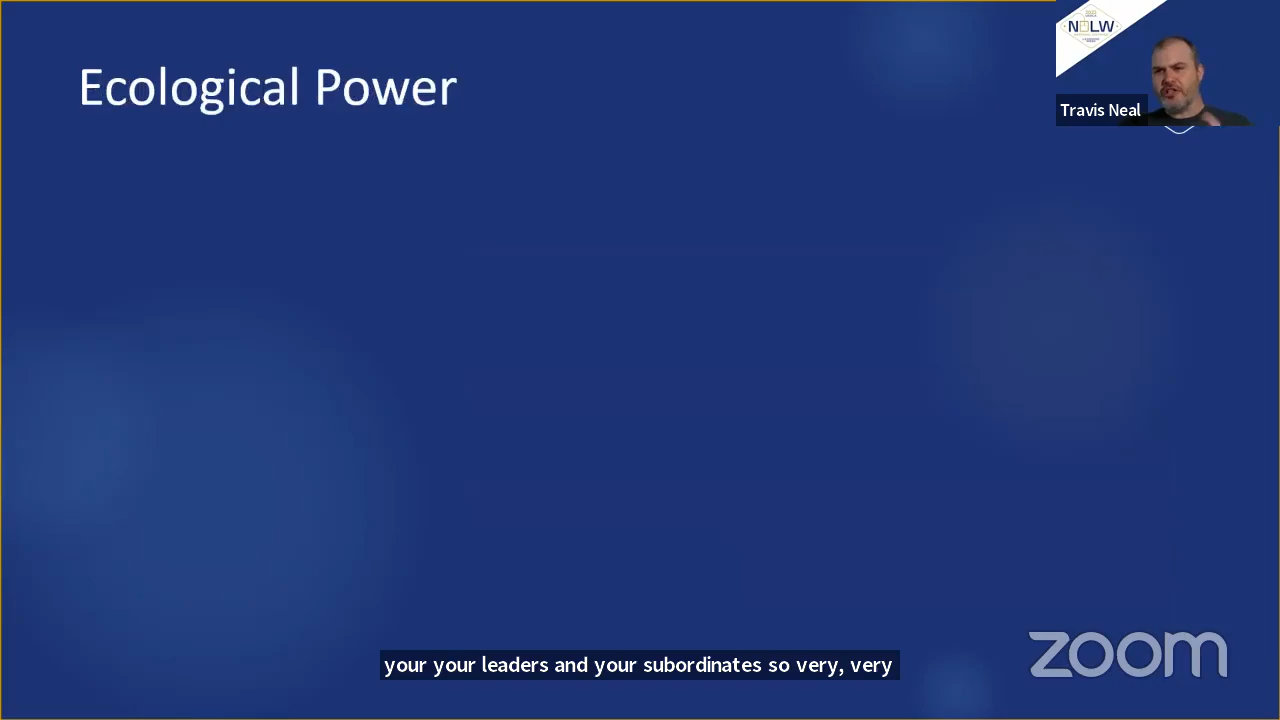 Ecological Power
NLW
Travis Neal
your your leaders and your subordinates so very, very
zoom